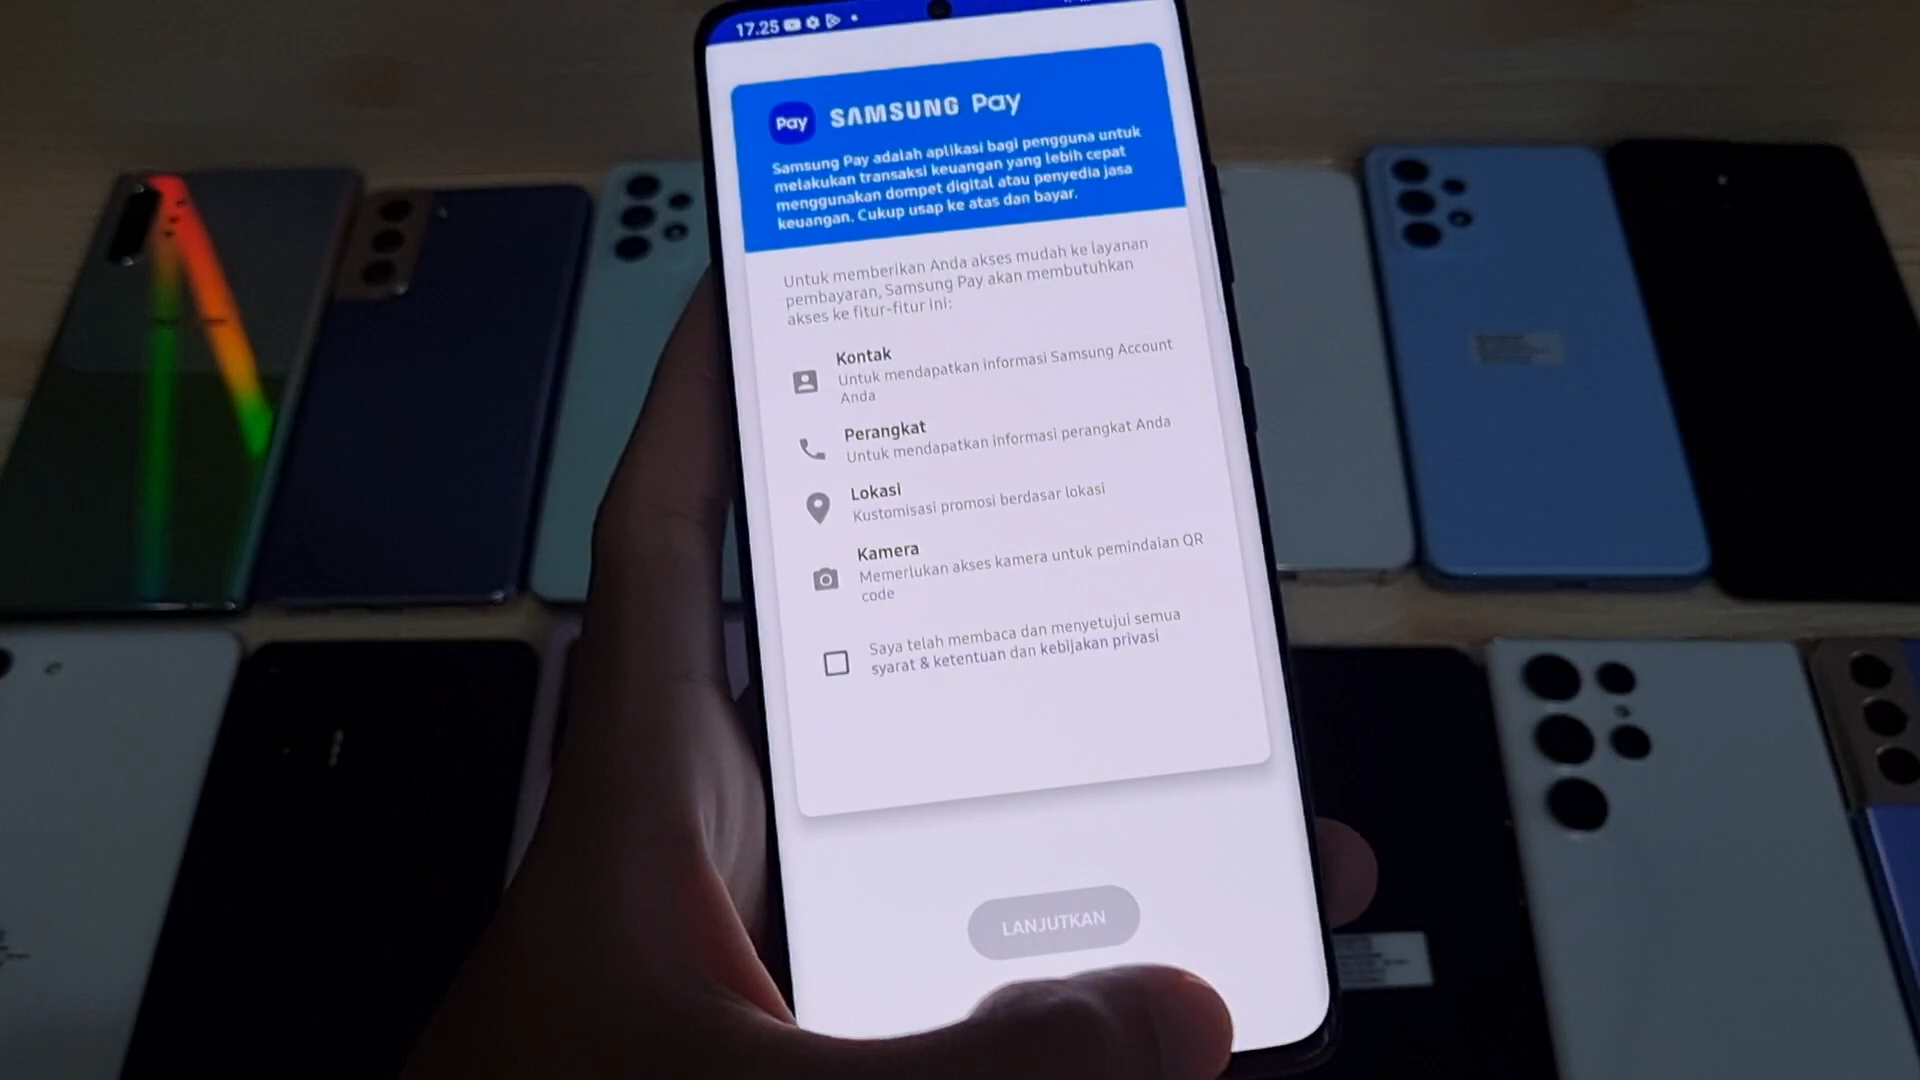 17.25
Pay
SAMSUNG Pay
Samsung Pay adalah aplikasi bagi pengguna untuk
melakukan transaksi keuangan yang lebih cepat
menggunakan dompet digital atau penyedia jasa
keuangan. Cukup usap ke atas dan bayar.
Untuk memberikan Anda akses mudah ke layanan
pembayaran, Samsung Pay akan membutuhkan
akses ke fitur-fitur ini:
Kontak
Untuk mendapatkan informasi Samsung Account
Anda
Perangkat
Untuk mendapatkan informasi perangkat Anda
Lokasi
Kustomisasi promosi berdasar lokasi
Kamera
Memerlukan akses kamera untuk pemindaian QR
code
Saya telah membaca dan menyetujui semua
syarat & ketentuan dan kebijakan privasi
LANJUTKAN